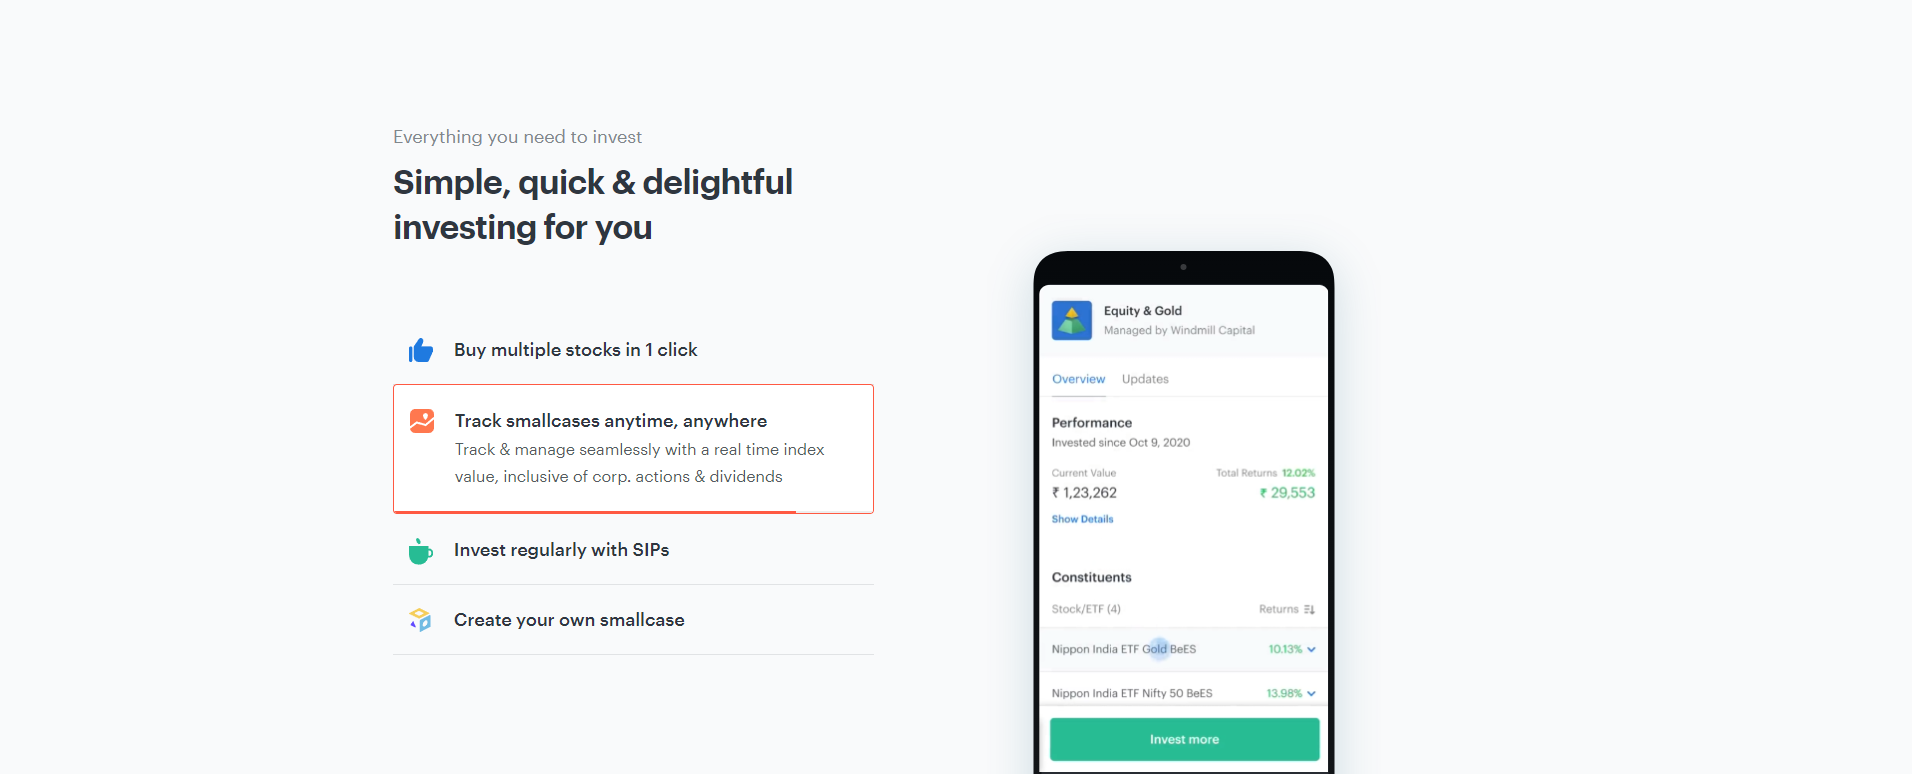 Everything you need to invest
Simple, quick & delightful
investing for you
Buy multiple stocks in 1 click
Track smallcases anytime, anywhere
Track & manage seamlessly with a real time index
value, inclusive of corp. actions & dividends
Invest regularly with SIPs
Create your own smallcase
Equity & Gold
Managed by Windmill Capital
Overview Updates
Performance
Invested since Oct 9, 2020
Current Value Total Returns 12.02%
₹ 1,23,262 ₹ 29,553
Show Details
Constituents
Stock/ETF (4) Returns
Nippon India ETF Gold BeES 10.13%
Nippon India ETF Nifty 50 BeES 13.98%
Invest more